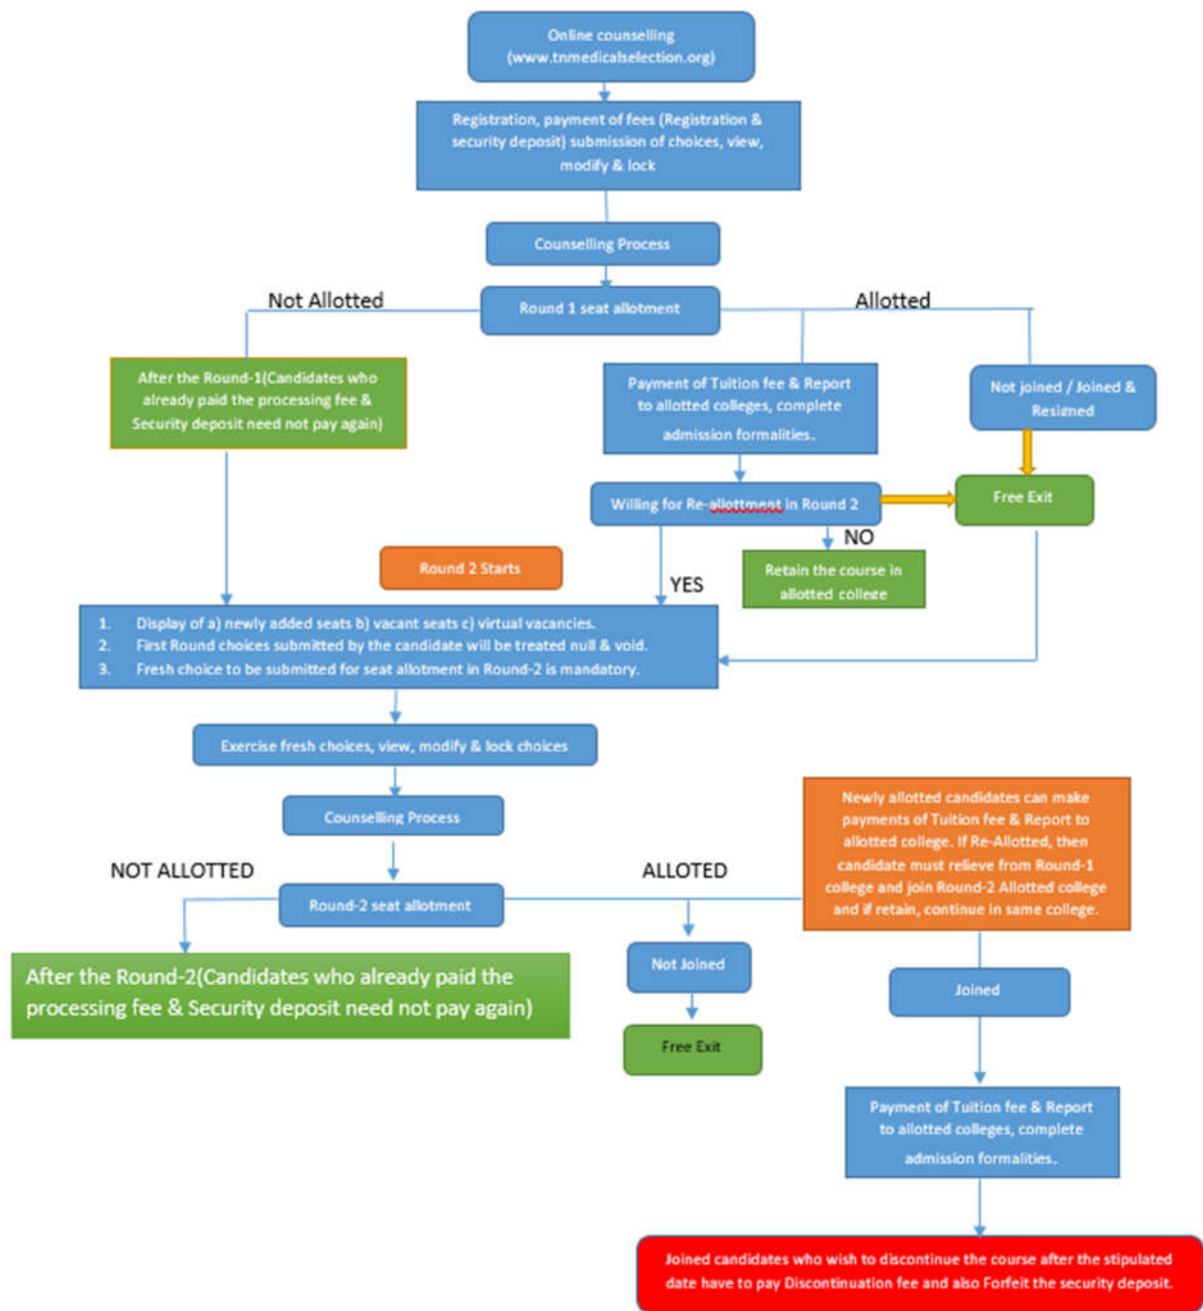 Online counselling
(www.tnmedicalselection.org)
Registration, payment of fees (Registration &
security deposit) submission of choices, view,
modify & lock
Counselling Process
Not Allotted
Round 1 seat allotment
Allotted
After the Round-1(Candidates who
already paid the processing fee &
Security deposit need not pay again)
Payment of Tuition fee & Report
to allotted colleges, complete
admission formalities.
Not joined / Joined &
Resigned
Willing for Re-allottment in Round 2
Free Exit
NO
Round 2 Starts
YES
Retain the course in
allotted college
1. Display of a) newly added seats b) vacant seats c) virtual vacancies.
2. First Round choices submitted by the candidate will be treated null & void.
3. Fresh choice to be submitted for seat allotment in Round-2 is mandatory.
Exercise fresh choices, view, modify & lock choices
Counselling Process
Newly allotted candidates can make
payments of Tuition fee & Report to
allotted college. If Re-Allotted, then
candidate must relieve from Round-1
college and join Round-2 Allotted college
and if retain, continue in same college.
NOT ALLOTTED
ALLOTED
Round-2 seat allotment
After the Round-2(Candidates who already paid the
processing fee & Security deposit need not pay again)
Not Joined
Joined
Free Exit
Payment of Tuition fee & Report
to allotted colleges, complete
admission formalities.
Joined candidates who wish to discontinue the course after the stipulated
date have to pay Discontinuation fee and also Forfeit the security deposit.